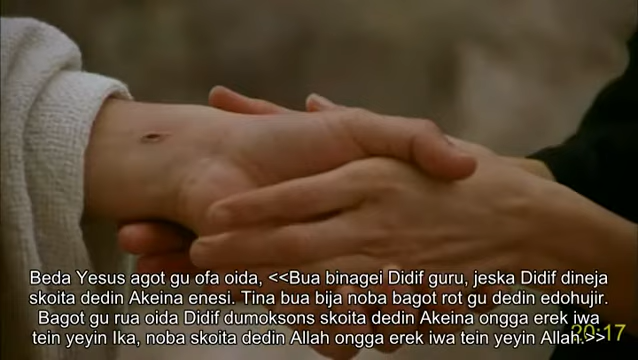 Beda Yesus agot gu ofa oida, <<Bua binagei Didif guru, jeska Didif dineja
skoita dedin Akeina enesi. Tina bua bija noba bagot rot gu dedin edohujir.
Bagot gu rua oida Didif dumoksons skoita dedin Akeina ongga erek iwa
tein yeyin Ika, noba skoita dedin Allah ongga erek iwa tein yeyin Allah.>>
20:17